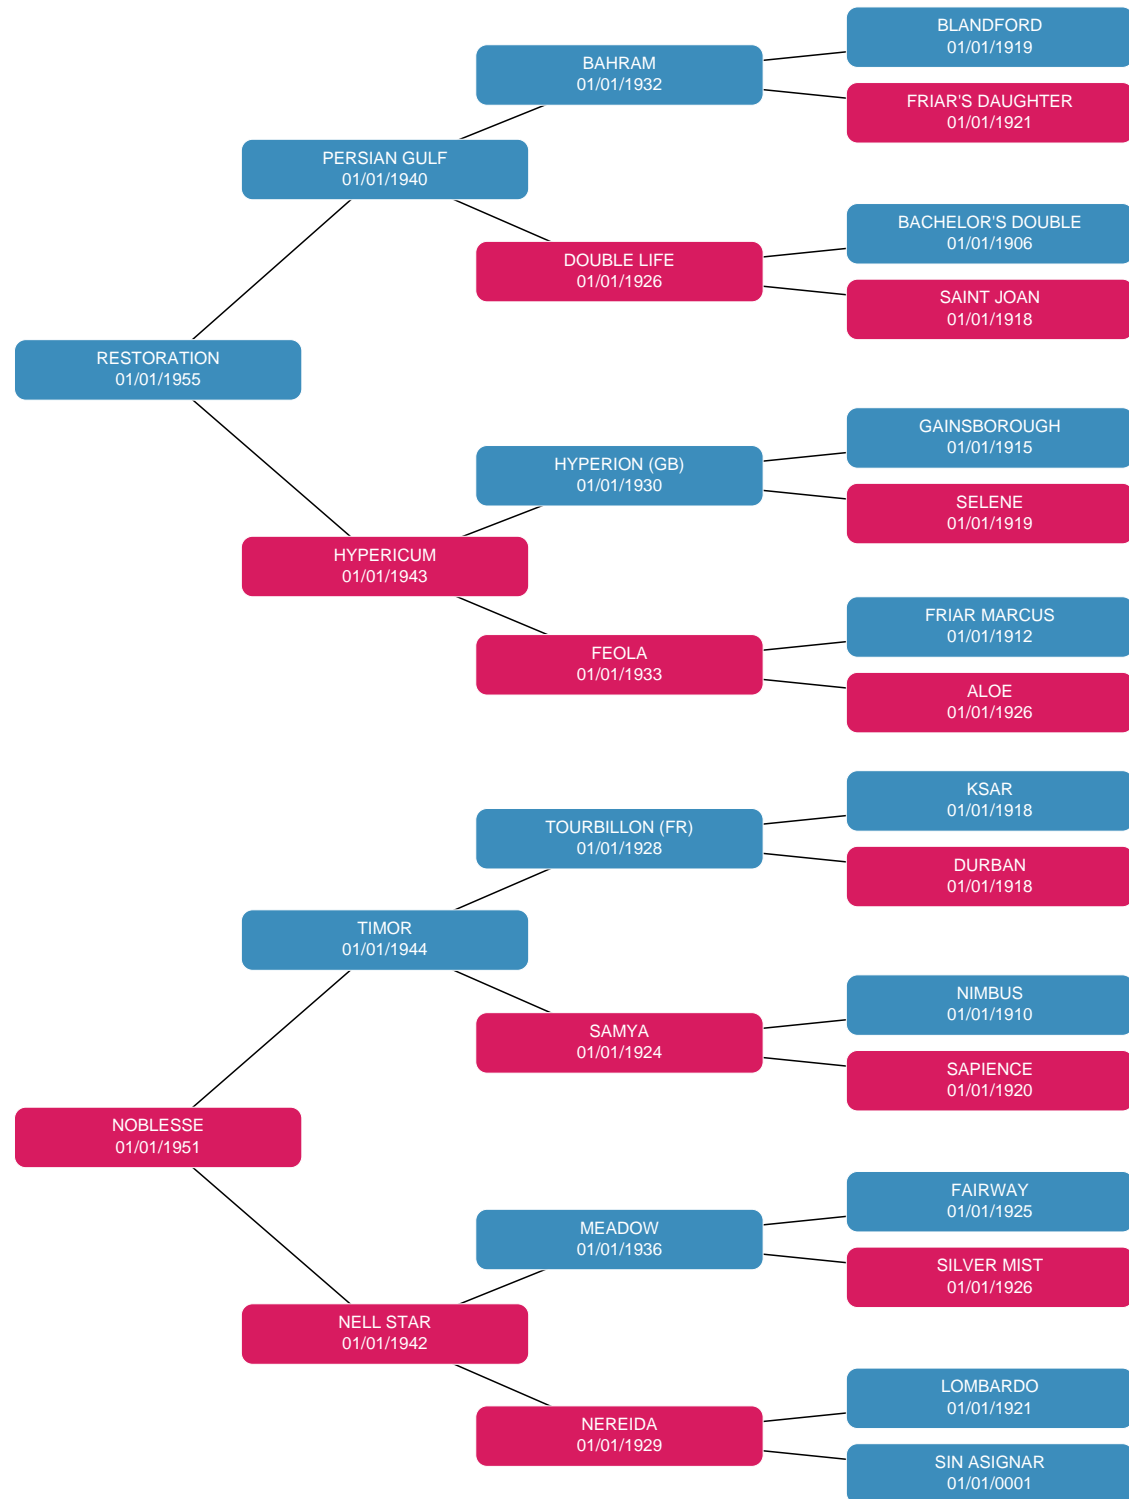 BLANDFORD
01/01/1919
BAHRAM
01/01/1932
FRIAR'S DAUGHTER
01/01/1921
PERSIAN GULF
01/01/1940
BACHELOR'S DOUBLE
01/01/1906
DOUBLE LIFE
01/01/1926
SAINT JOAN
01/01/1918
RESTORATION
01/01/1955
GAINSBOROUGH
01/01/1915
HYPERION (GB)
01/01/1930
SELENE
01/01/1919
HYPERICUM
01/01/1943
FRIAR MARCUS
01/01/1912
FEOLA
01/01/1933
ALOE
01/01/1926
KSAR
01/01/1918
TOURBILLON (FR)
01/01/1928
DURBAN
01/01/1918
TIMOR
01/01/1944
NIMBUS
01/01/1910
SAMYA
01/01/1924
SAPIENCE
01/01/1920
NOBLESSE
01/01/1951
FAIRWAY
01/01/1925
MEADOW
01/01/1936
SILVER MIST
01/01/1926
NELL STAR
01/01/1942
LOMBARDO
01/01/1921
NEREIDA
01/01/1929
SIN ASIGNAR
01/01/0001